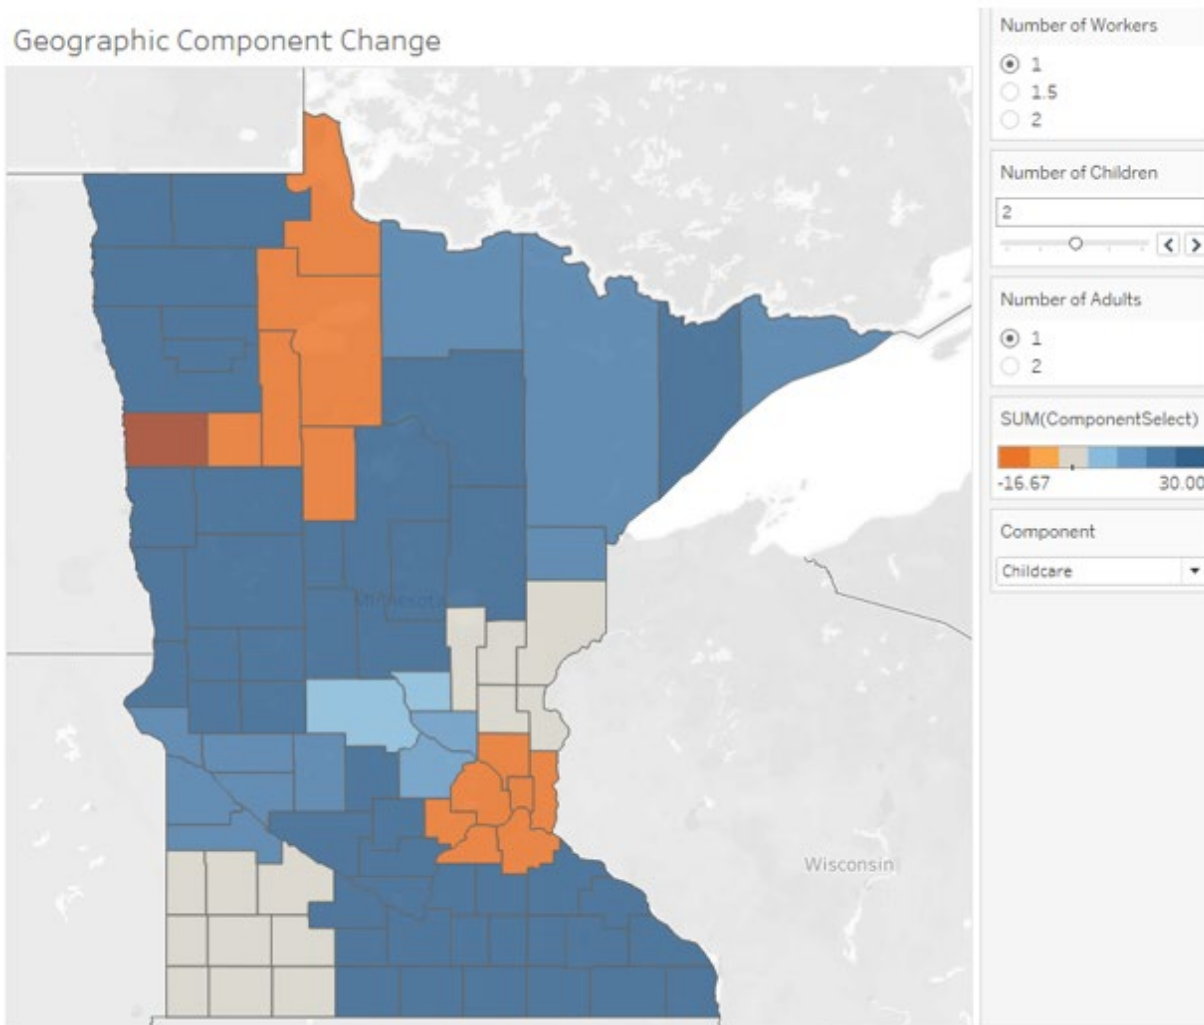 Geographic Component Change
Minnesota
Wisconsin
Number of Workers
1
1.5
2
Number of Children
2
Number of Adults
1
2
SUM(ComponentSelect)
-16.67 30.00
Component
Childcare